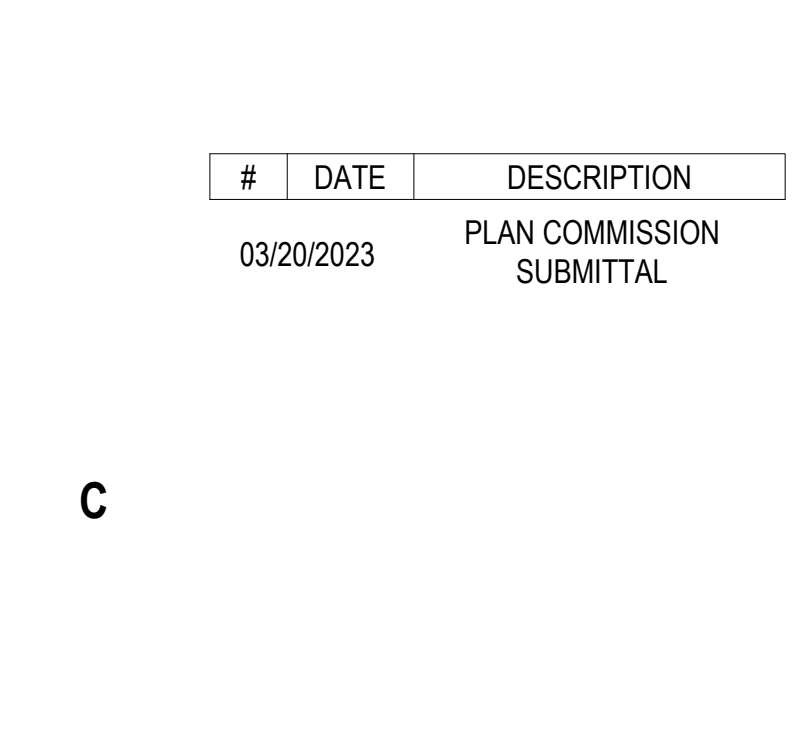 # DATE DESCRIPTION
03/20/2023 PLAN COMMISSION
SUBMITTAL
C